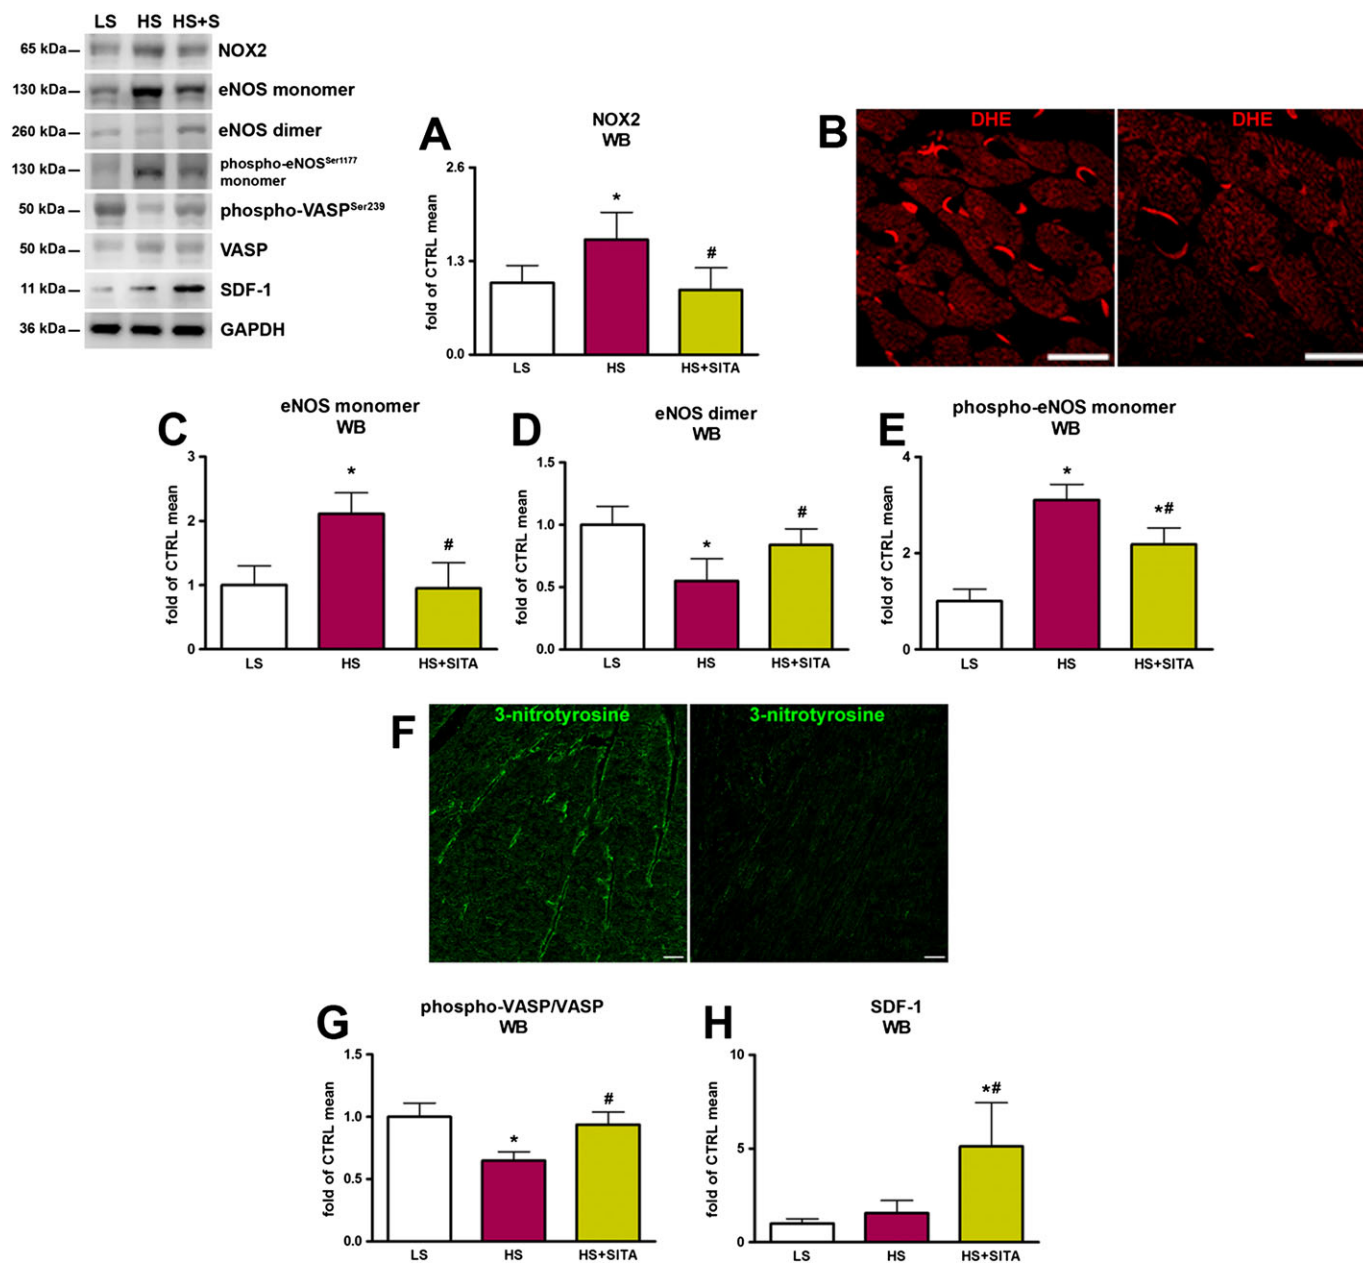 LS HS HS+S
65 kDa NOX2
130 kDa eNOS monomer
260 kDa eNOS dimer
130 kDa phospho-eNOSSer1177
monomer
50 kDa phospho-VASPSer239
50 kDa VASP
11 kDa SDF-1
36 kDa GAPDH
A
NOX2
WB
fold of CTRL mean
2.6
1.3
0.0
*
#
LS HS HS+SITA
B
DHE DHE
C
eNOS monomer
WB
fold of CTRL mean
3
2
1
0
*
#
LS HS HS+SITA
D
eNOS dimer
WB
fold of CTRL mean
1.5
1.0
0.5
0.0
*
#
LS HS HS+SITA
E
phospho-eNOS monomer
WB
fold of CTRL mean
4
2
0
*
*#
LS HS HS+SITA
F
3-nitrotyrosine 3-nitrotyrosine
G
phospho-VASP/VASP
WB
fold of CTRL mean
1.5
1.0
0.5
0.0
*
#
LS HS HS+SITA
H
SDF-1
WB
fold of CTRL mean
10
5
0
*#
LS HS HS+SITA